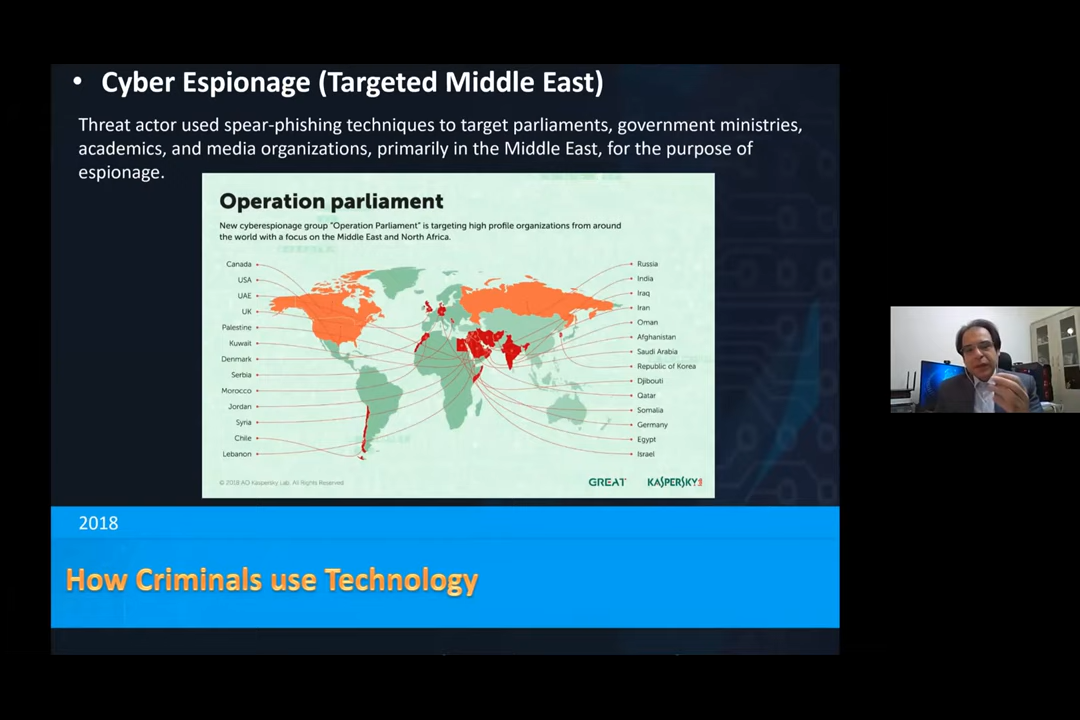 • Cyber Espionage (Targeted Middle East)
Threat actor used spear-phishing techniques to target parliaments, government ministries,
academics, and media organizations, primarily in the Middle East, for the purpose of
espionage.
Operation parliament
New cyberespionage group "Operation Parliament" is targeting high profile organizations from around
the world with a focus on the Middle East and North Africa.
Canada
USA
UAE
UK
Palestine
Kuwait
Denmark
Serbia
Morocco
Jordan
Syria
Chile
Lebanon
Russia
India
Iraq
Iran
Oman
Afghanistan
Saudi Arabia
Republic of Korea
Djibouti
Qatar
Somalia
Germany
Egypt
Israel
© 2018 AO Kaspersky Lab. All Rights Reserved.
GREAT KASPERSKY
2018
How Criminals use Technology